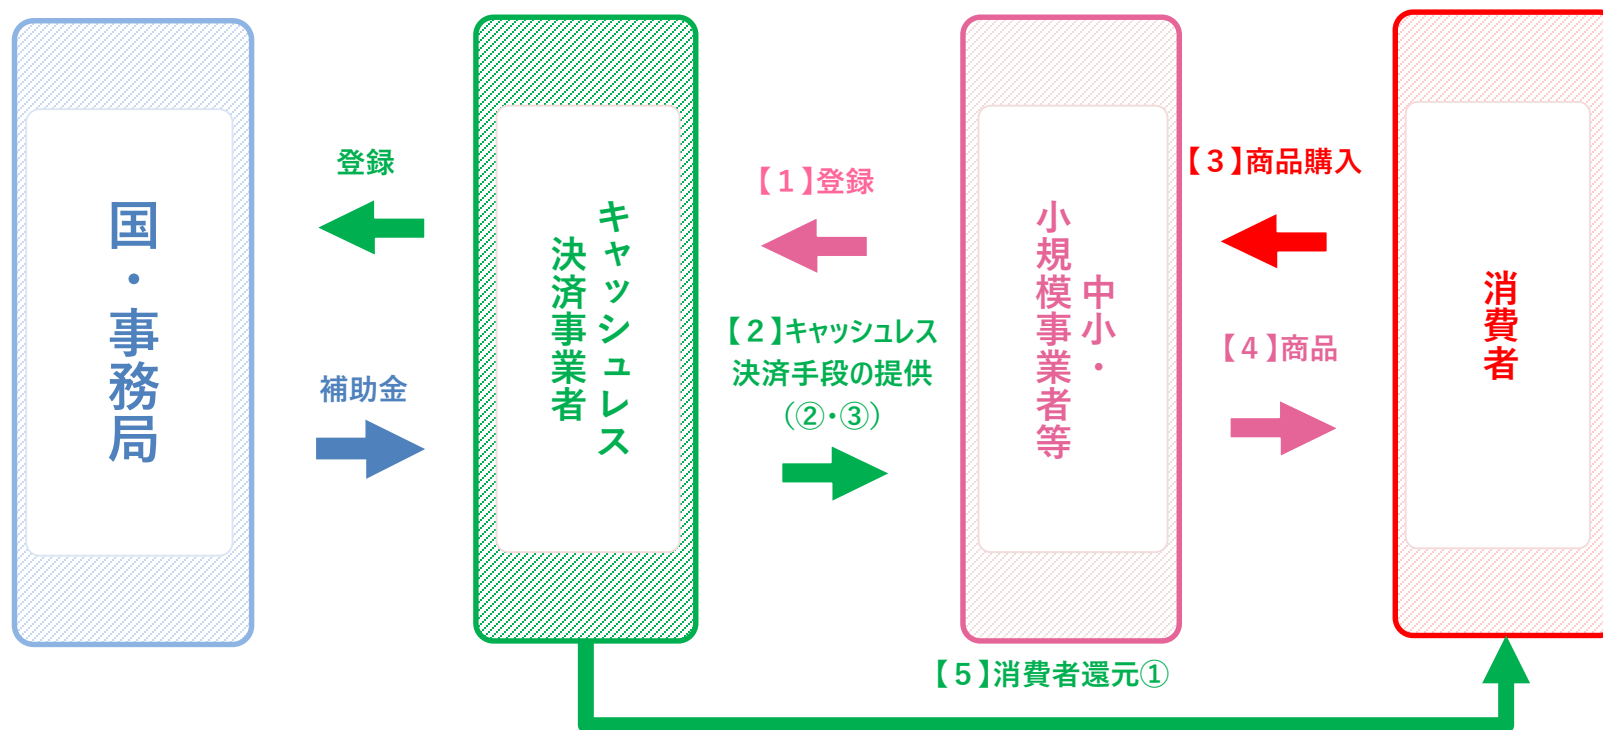 国・事務局
登録
補助金
キャッシュレス
決済事業者
【１】登録
【２】キャッシュレス
決済手段の提供
（②・③）
中小・
小規模事業者等
【３】商品購入
【４】商品
消費者
【５】消費者還元①